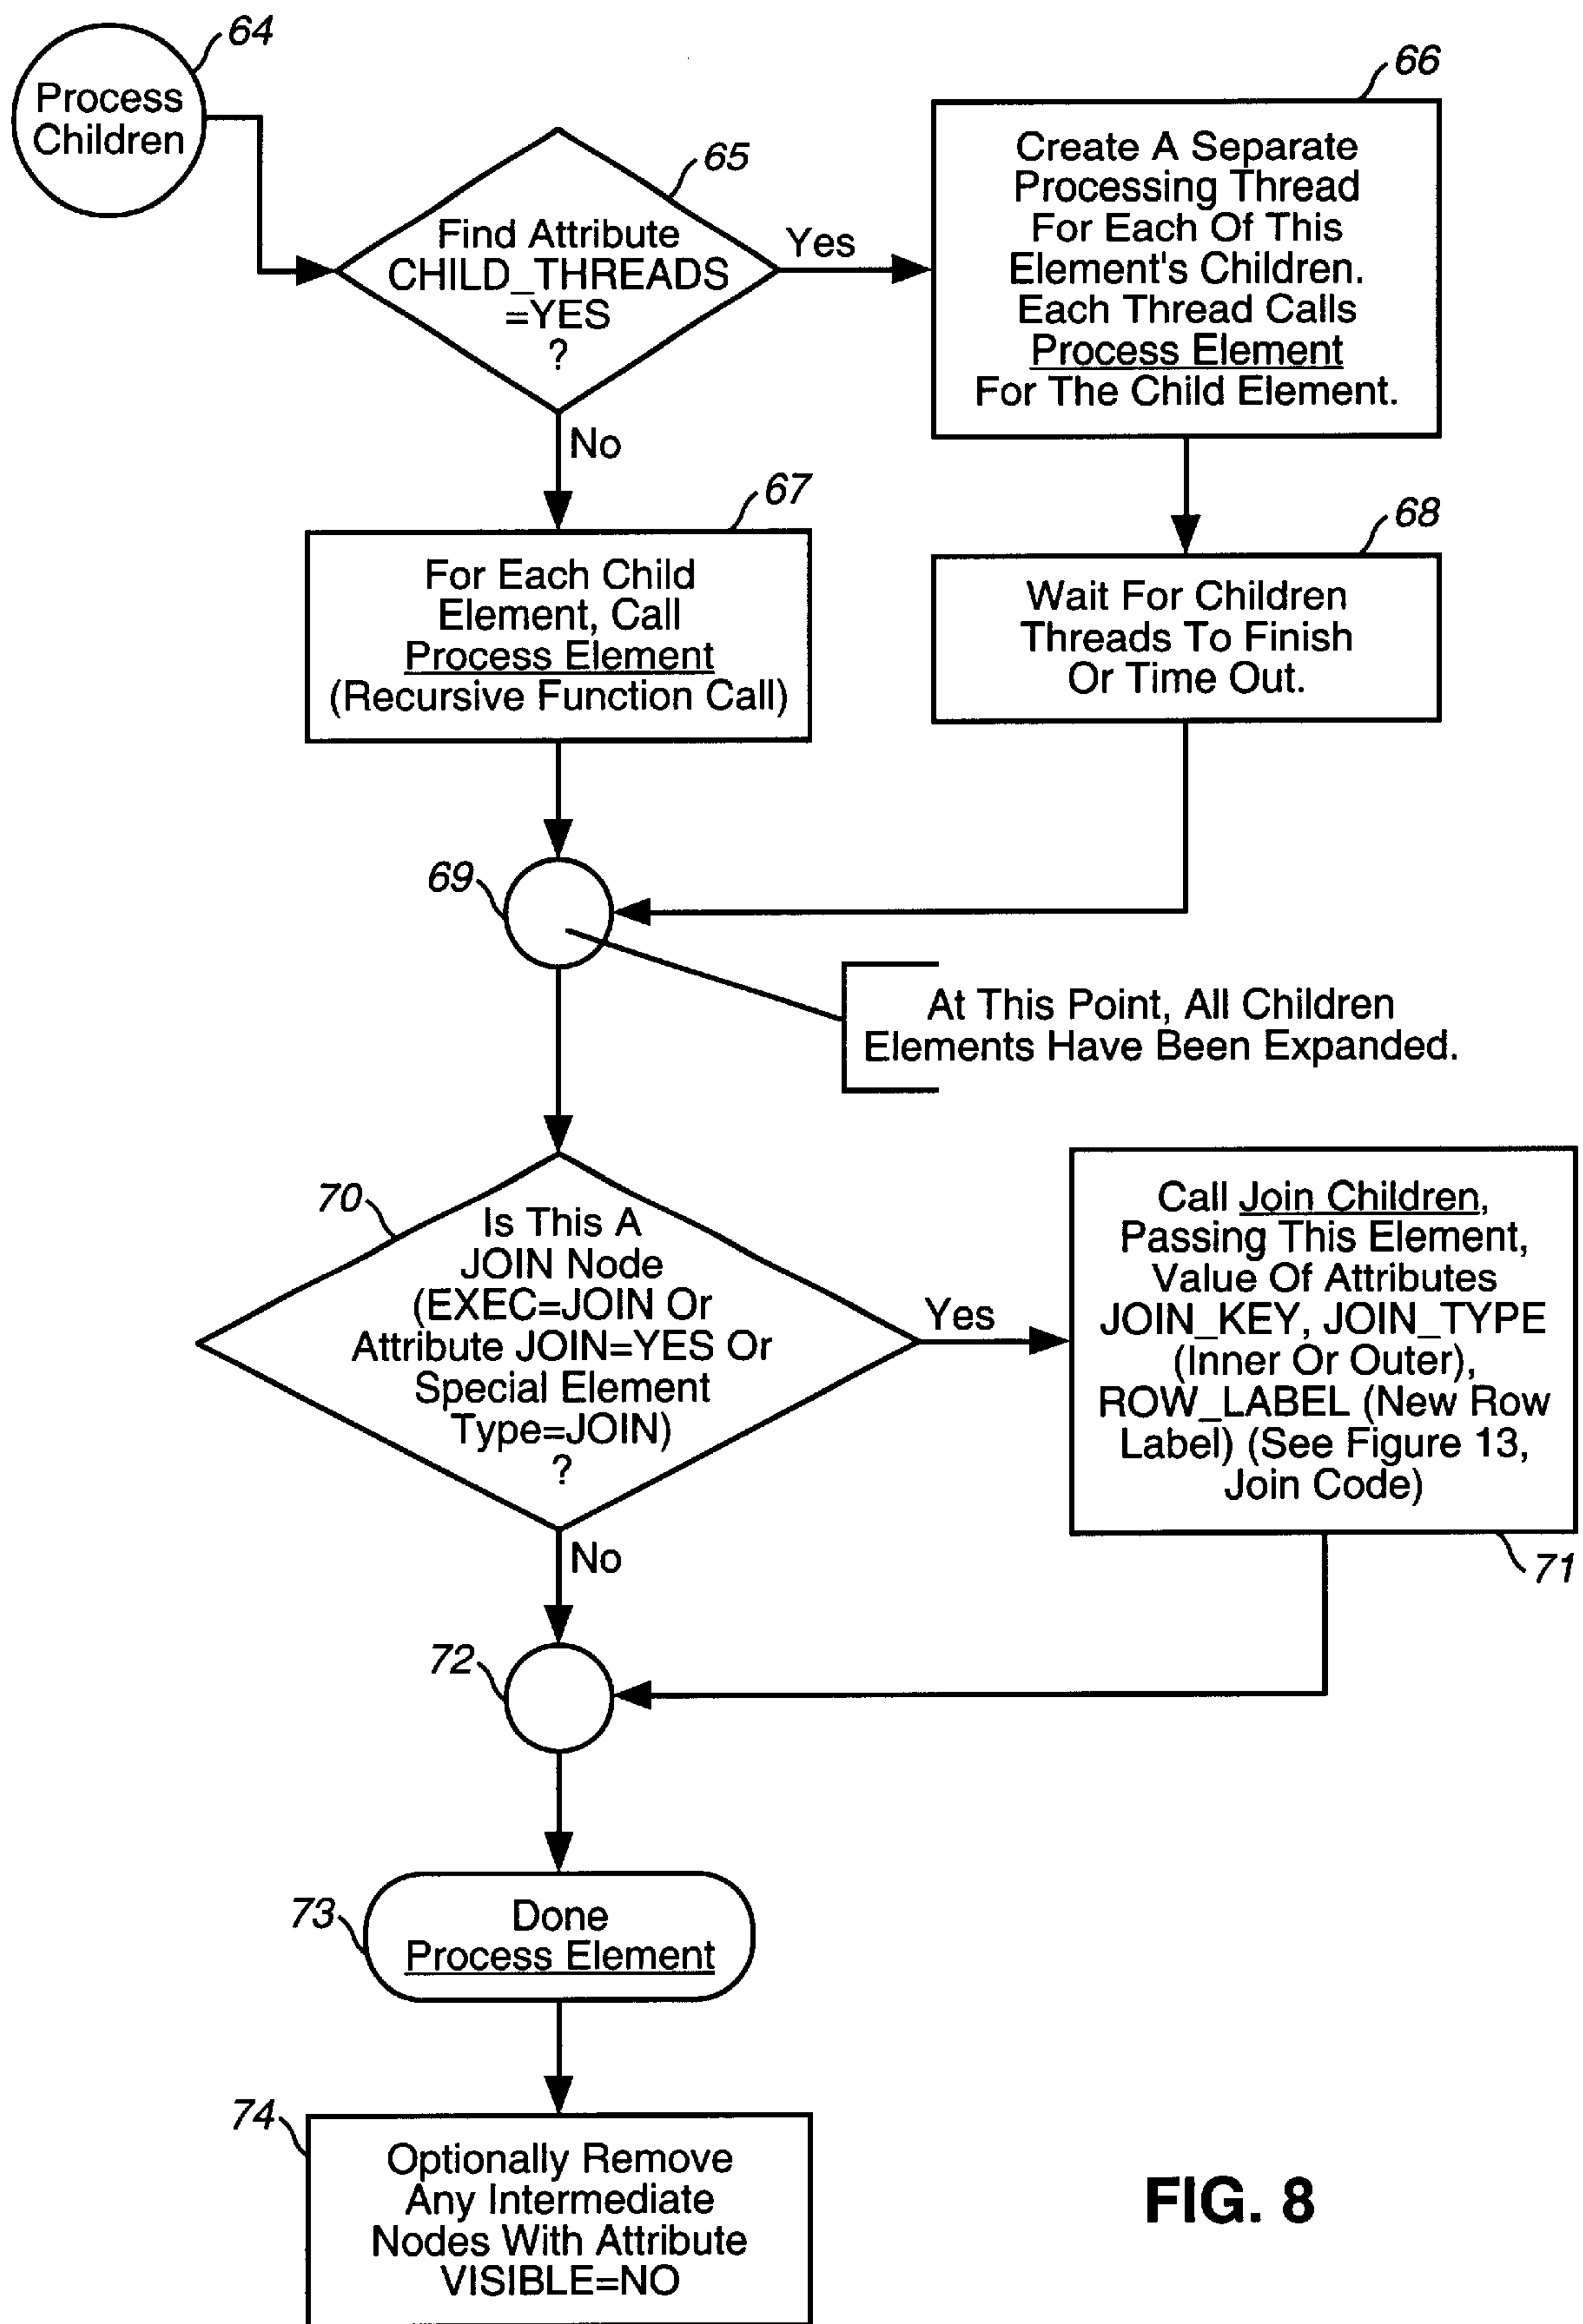 64
Process
Children
65
Find Attribute
CHILD_THREADS
=YES
?
Yes
No
66
Create A Separate
Processing Thread
For Each Of This
Element's Children.
Each Thread Calls
Process Element
For The Child Element.
67
For Each Child
Element, Call
Process Element
(Recursive Function Call)
68
Wait For Children
Threads To Finish
Or Time Out.
69
At This Point, All Children
Elements Have Been Expanded.
70
Is This A
JOIN Node
(EXEC=JOIN Or
Attribute JOIN=YES Or
Special Element
Type=JOIN)
?
Yes
No
Call Join Children,
Passing This Element,
Value Of Attributes
JOIN_KEY, JOIN_TYPE
(Inner Or Outer),
ROW_LABEL (New Row
Label) (See Figure 13,
Join Code)
71
72
73
Done
Process Element
74
Optionally Remove
Any Intermediate
Nodes With Attribute
VISIBLE=NO
FIG. 8